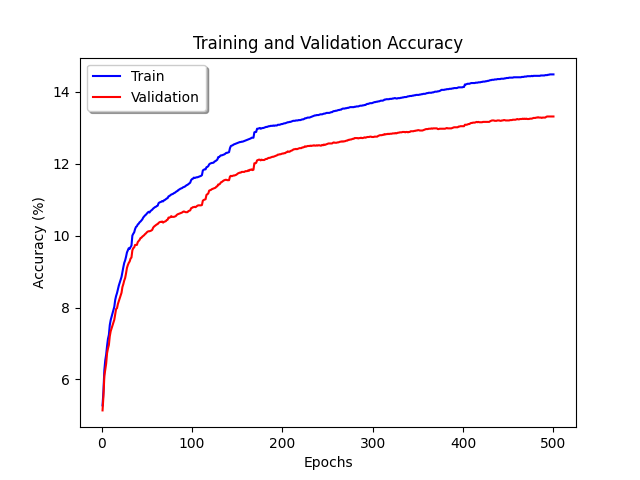 Training and Validation Accuracy
Train
Validation
14
12
10
8
6
Accuracy (%)
0 100 200 300 400 500
Epochs